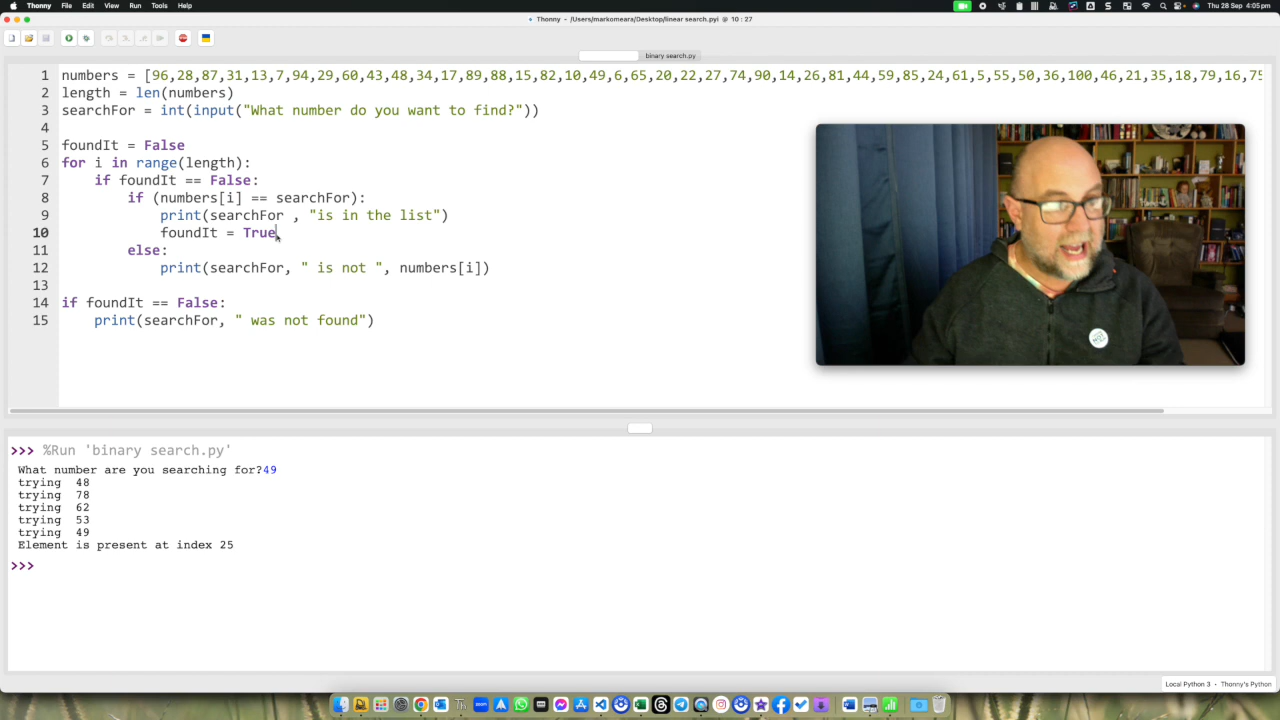 Thonny File Edit View Run Tools Help
Thu 28 Sep 4:05 pm
Thonny - /Users/markomeara/Desktop/linear search.pyi @ 10 : 27
binary search.py
1 numbers = [96,28,87,31,13,7,94,29,60,43,48,34,17,89,88,15,82,10,49,6,65,20,22,27,74,90,14,26,81,44,59,85,24,61,5,55,50,36,100,46,21,35,18,79,16,75
2 length = len(numbers)
3 searchFor = int(input("What number do you want to find?"))
4
5 foundIt = False
6 for i in range(length):
7 if foundIt == False:
8 if (numbers[i] == searchFor):
9 print(searchFor , "is in the list")
10 foundIt = True
11 else:
12 print(searchFor, " is not ", numbers[i])
13
14 if foundIt == False:
15 print(searchFor, " was not found")
>>> %Run 'binary search.py'
What number are you searching for?49
trying 48
trying 78
trying 62
trying 53
trying 49
Element is present at index 25
>>>
Local Python 3 • Thonny's Python